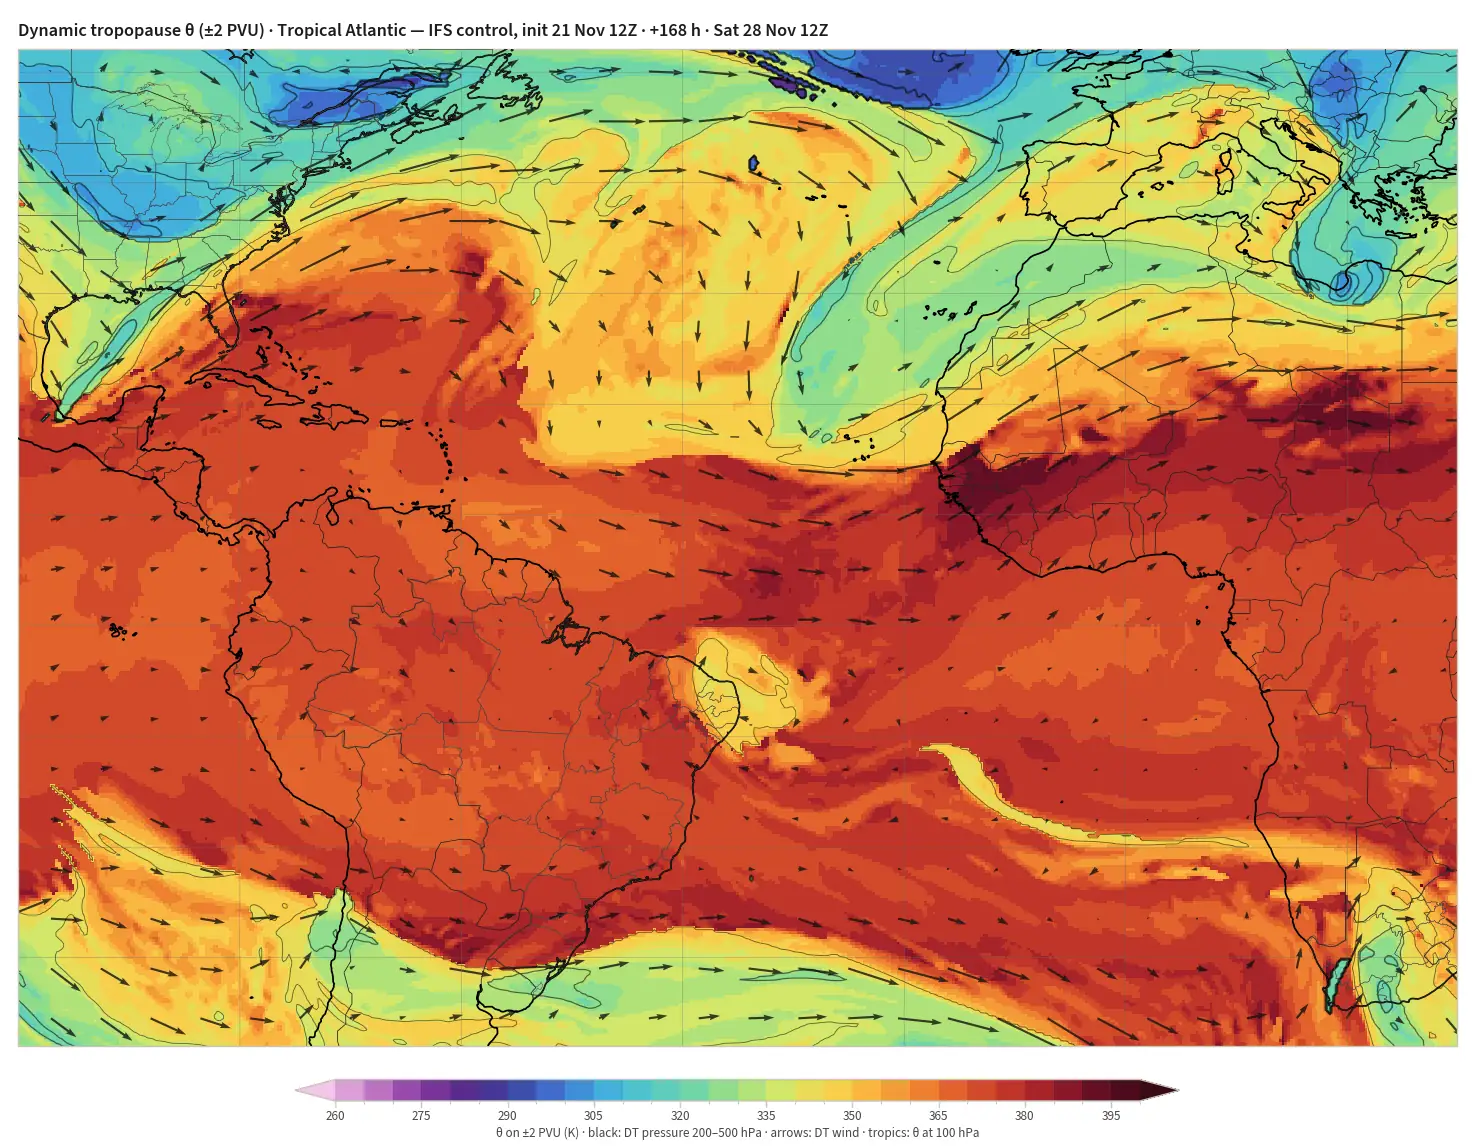 Dynamic tropopause θ (±2 PVU) · Tropical Atlantic — IFS control, init 21 Nov 12Z · +168 h · Sat 28 Nov 12Z
260 275 290 305 320 335 350 365 380 395
θ on ±2 PVU (K) · black: DT pressure 200–500 hPa · arrows: DT wind · tropics: θ at 100 hPa